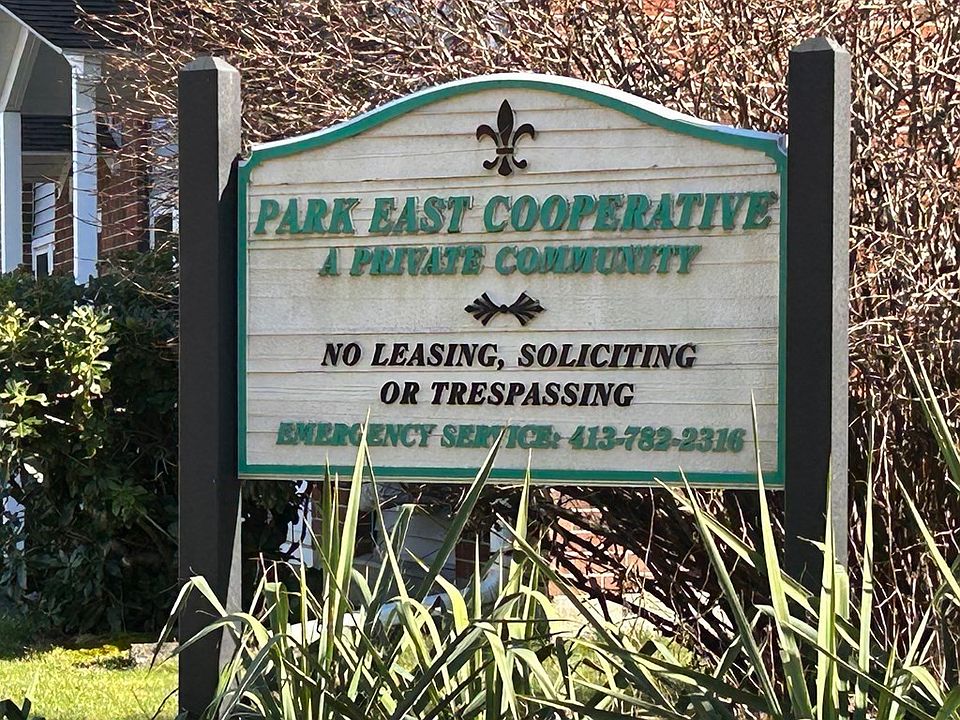 PARK EAST COOPERATIVE
A PRIVATE COMMUNITY
NO LEASING, SOLICITING
OR TRESPASSING
EMERGENCY SERVICE: 413-782-2316